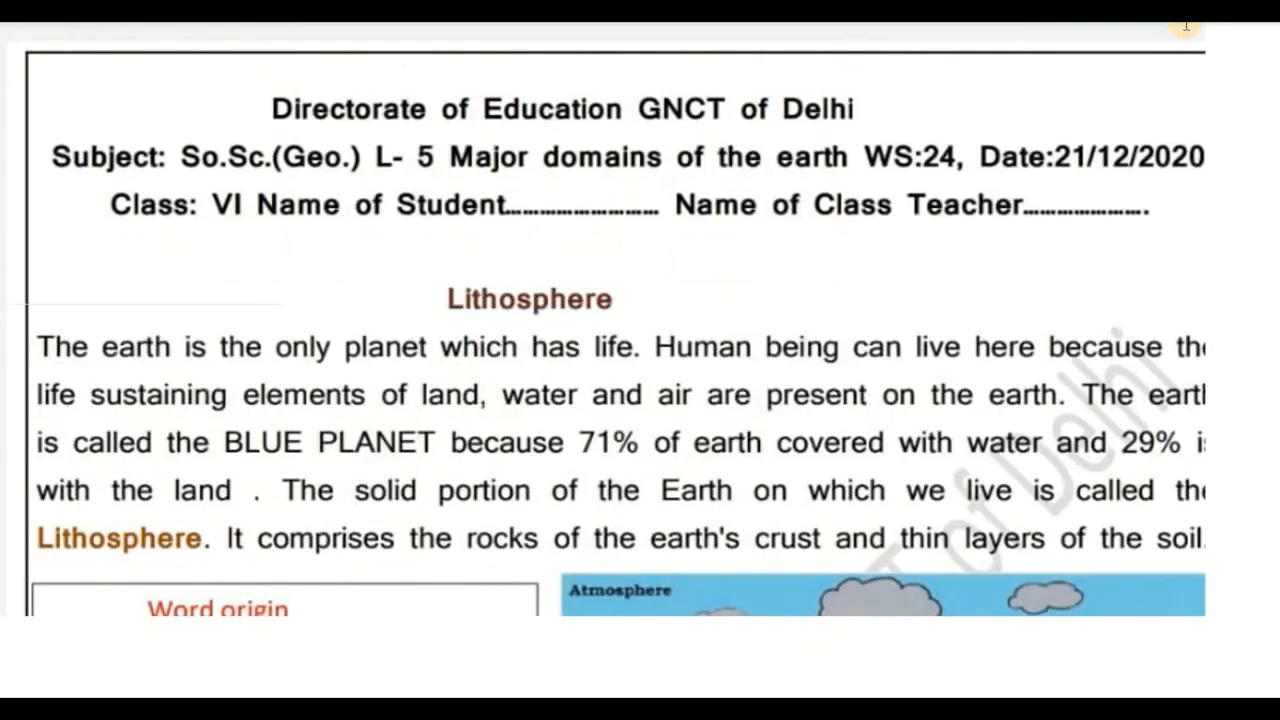 Directorate of Education GNCT of Delhi
Subject: So.Sc.(Geo.) L- 5 Major domains of the earth WS:24, Date:21/12/2020
Class: VI Name of Student........................ Name of Class Teacher.....................
Lithosphere
The earth is the only planet which has life. Human being can live here because
life sustaining elements of land, water and air are present on the earth. The
is called the BLUE PLANET because 71% of earth covered with water and 29%
with the land . The solid portion of the Earth on which we live is called
Lithosphere. It comprises the rocks of the earth's crust and thin layers of the soil.
Word origin
Atmosphere
of Delhi